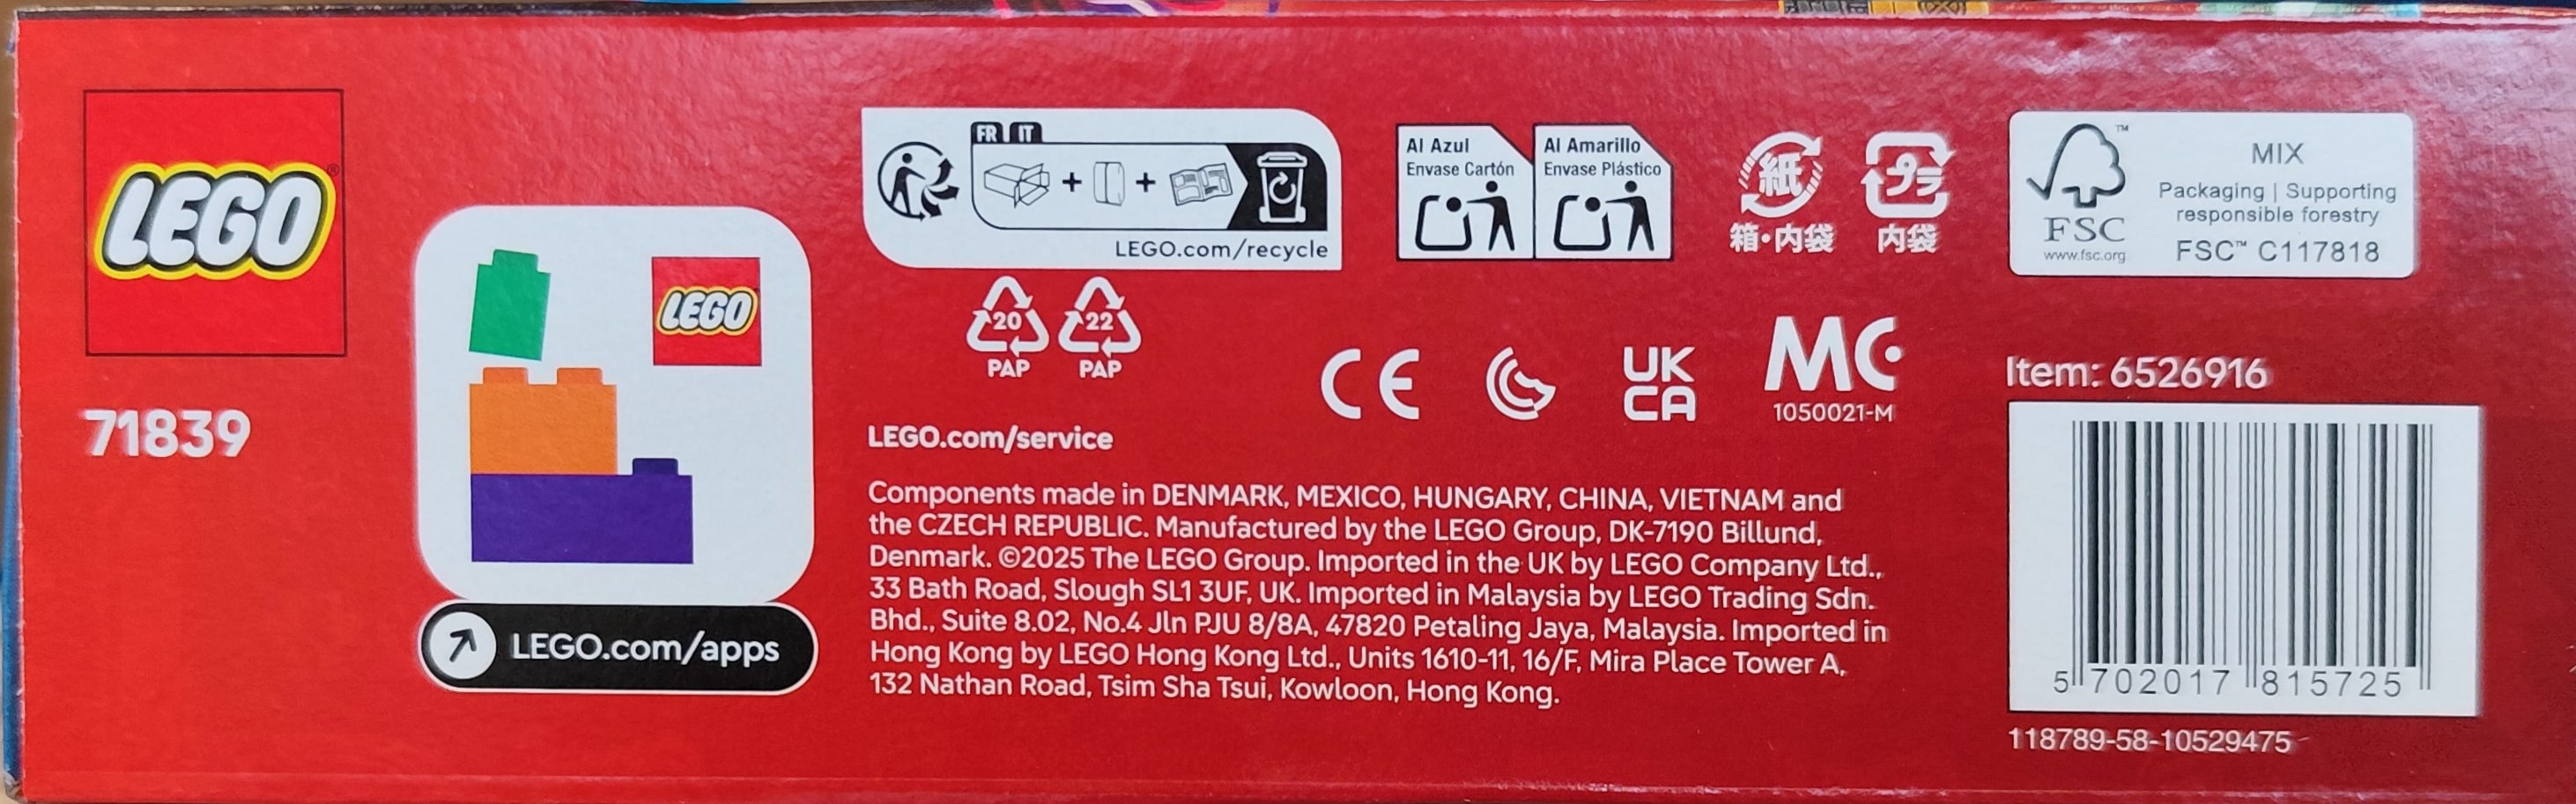 LEGO
71839
LEGO
LEGO.com/apps
FR IT
LEGO.com/recycle
20
PAP
22
PAP
Al Azul
Envase Cartón
Al Amarillo
Envase Plástico
紙
箱・内袋
プラ
内袋
FSC
www.fsc.org
MIX
Packaging | Supporting
responsible forestry
FSC™ C117818
CE
UK
CA
MC
1050021-M
LEGO.com/service
Components made in DENMARK, MEXICO, HUNGARY, CHINA, VIETNAM and
the CZECH REPUBLIC. Manufactured by the LEGO Group, DK-7190 Billund,
Denmark. ©2025 The LEGO Group. Imported in the UK by LEGO Company Ltd.,
33 Bath Road, Slough SL1 3UF, UK. Imported in Malaysia by LEGO Trading Sdn.
Bhd., Suite 8.02, No.4 Jln PJU 8/8A, 47820 Petaling Jaya, Malaysia. Imported in
Hong Kong by LEGO Hong Kong Ltd., Units 1610-11, 16/F, Mira Place Tower A,
132 Nathan Road, Tsim Sha Tsui, Kowloon, Hong Kong.
Item: 6526916
5 702017 815725
118789-58-10529475